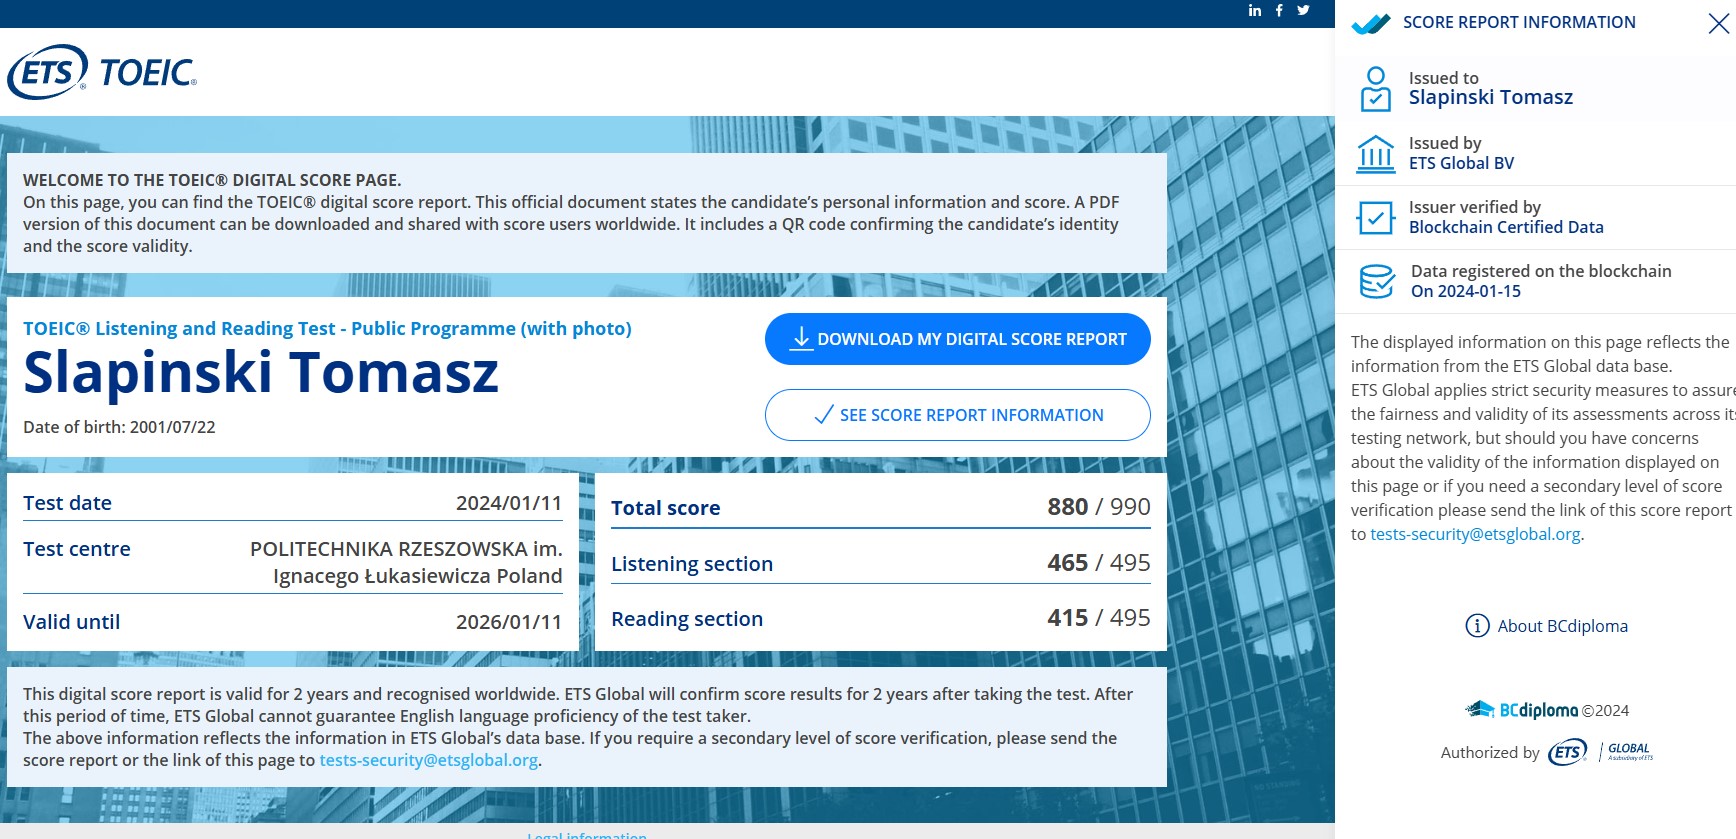 ETS® TOEIC®
WELCOME TO THE TOEIC® DIGITAL SCORE PAGE.
On this page, you can find the TOEIC® digital score report. This official document states the candidate's personal information and score. A PDF
version of this document can be downloaded and shared with score users worldwide. It includes a QR code confirming the candidate's identity
and the score validity.
TOEIC® Listening and Reading Test - Public Programme (with photo)
Slapinski Tomasz
Date of birth: 2001/07/22
DOWNLOAD MY DIGITAL SCORE REPORT
SEE SCORE REPORT INFORMATION
Test date 2024/01/11
Test centre POLITECHNIKA RZESZOWSKA im.
Ignacego Łukasiewicza Poland
Valid until 2026/01/11
Total score 880 / 990
Listening section 465 / 495
Reading section 415 / 495
This digital score report is valid for 2 years and recognised worldwide. ETS Global will confirm score results for 2 years after taking the test. After
this period of time, ETS Global cannot guarantee English language proficiency of the test taker.
The above information reflects the information in ETS Global's data base. If you require a secondary level of score verification, please send the
score report or the link of this page to tests-security@etsglobal.org.
Legal information
SCORE REPORT INFORMATION
Issued to
Slapinski Tomasz
Issued by
ETS Global BV
Issuer verified by
Blockchain Certified Data
Data registered on the blockchain
On 2024-01-15
The displayed information on this page reflects the
information from the ETS Global data base.
ETS Global applies strict security measures to assure
the fairness and validity of its assessments across its
testing network, but should you have concerns
about the validity of the information displayed on
this page or if you need a secondary level of score
verification please send the link of this score report
to tests-security@etsglobal.org.
About BCdiploma
BCdiploma ©2024
Authorized by ETS® GLOBAL
A subsidiary of ETS